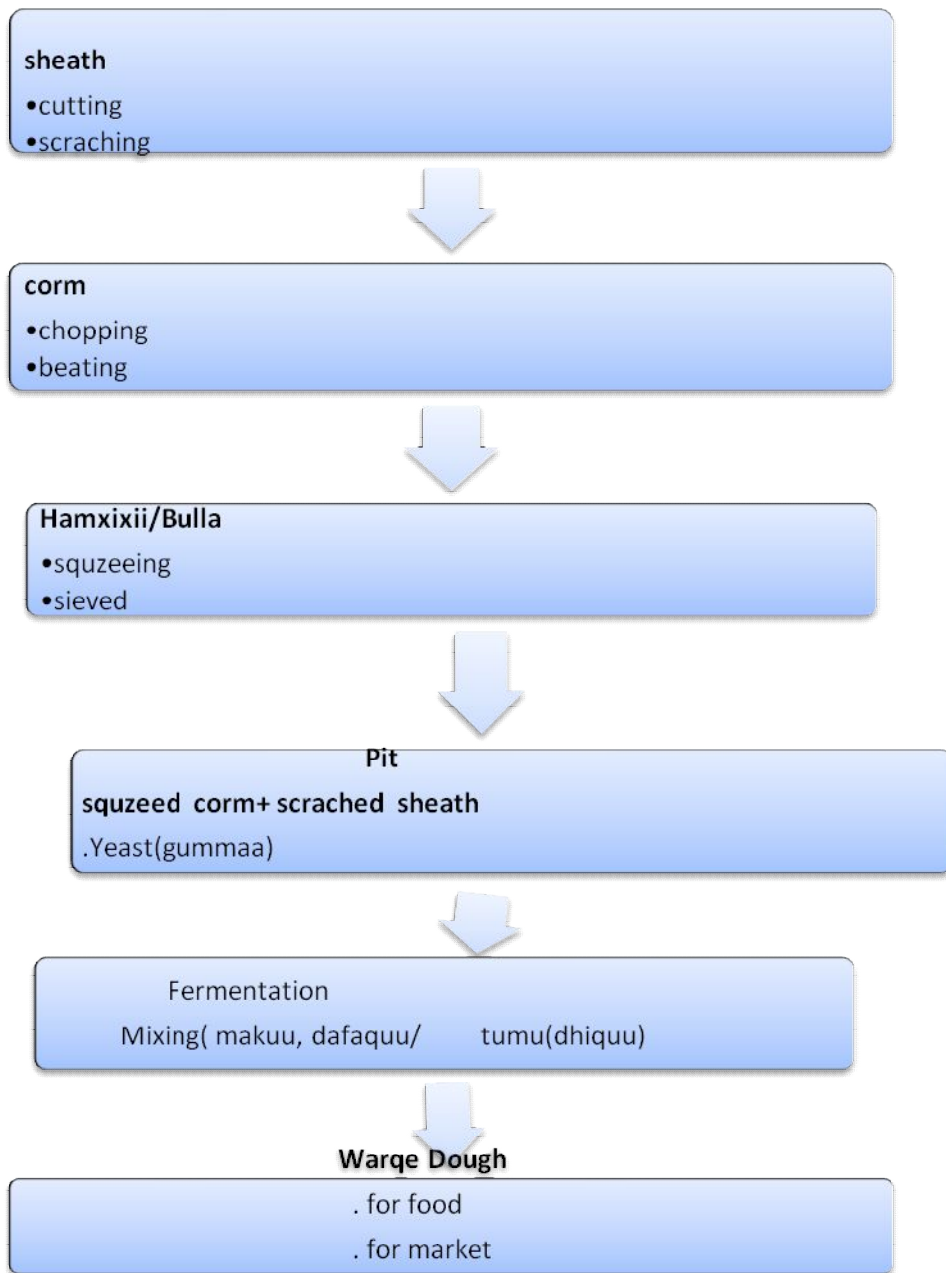 sheath
•cutting
•scraching
corm
•chopping
•beating
Hamxixii/Bulla
•squzeeing
•sieved
Pit
squzeed corm+ scrached sheath
.Yeast(gummaa)
Fermentation
Mixing( makuu, dafaquu/ tumu(dhiquu)
Warqe Dough
. for food
. for market